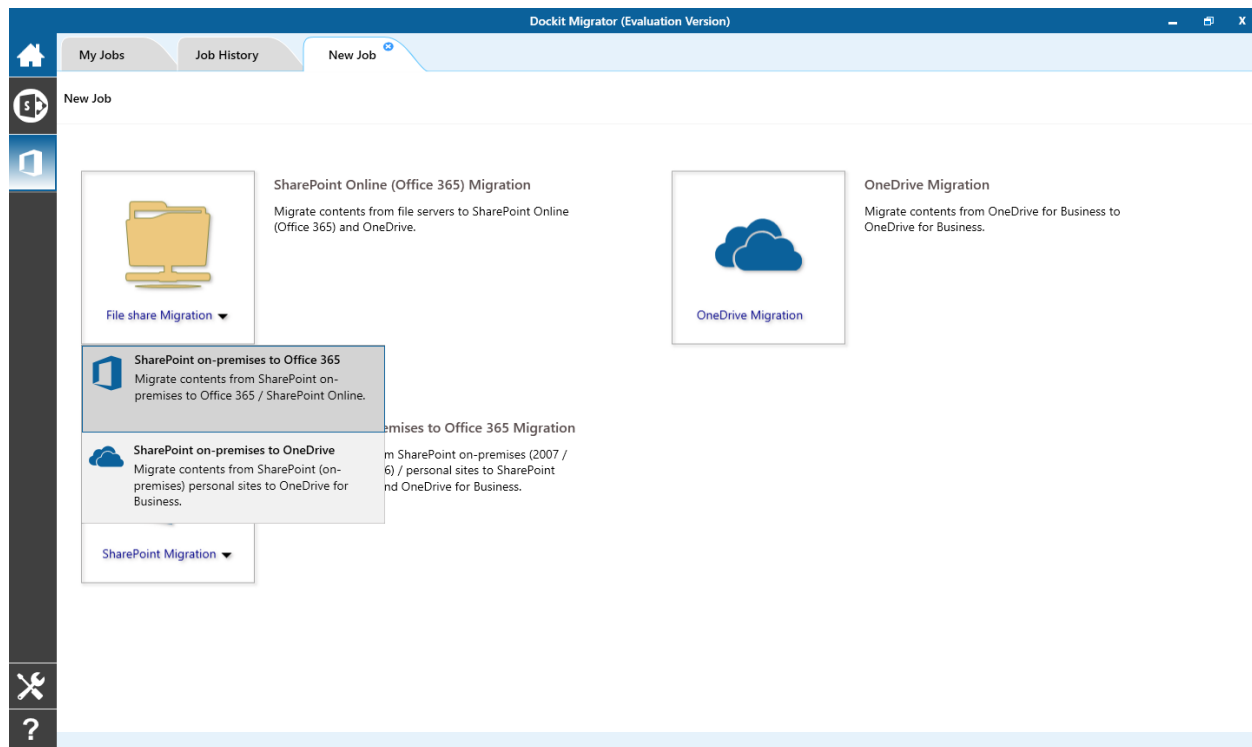 Dockit Migrator (Evaluation Version)
My Jobs
Job History
New Job
New Job
SharePoint Online (Office 365) Migration
Migrate contents from file servers to SharePoint Online
(Office 365) and OneDrive.
File share Migration
OneDrive Migration
Migrate contents from OneDrive for Business to
OneDrive for Business.
OneDrive Migration
SharePoint on-premises to Office 365
Migrate contents from SharePoint on-
premises to Office 365 / SharePoint Online.
SharePoint on-premises to OneDrive
Migrate contents from SharePoint (on-
premises) personal sites to OneDrive for
Business.
emises to Office 365 Migration
m SharePoint on-premises (2007 /
6) / personal sites to SharePoint
nd OneDrive for Business.
SharePoint Migration